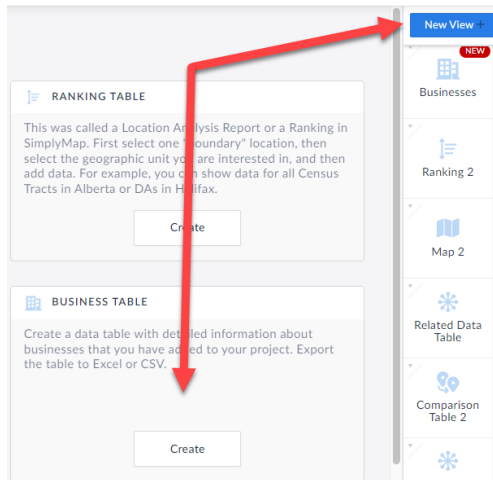 New View +
NEW
Businesses
RANKING TABLE
This was called a Location Analysis Report or a Ranking in
SimplyMap. First select one "boundary" location, then
select the geographic unit you are interested in, and then
add data. For example, you can show data for all Census
Tracts in Alberta or DAs in Halifax.
Create
Ranking 2
Map 2
BUSINESS TABLE
Create a data table with detailed information about
businesses that you have added to your project. Export
the table to Excel or CSV.
Create
Related Data
Table
Comparison
Table 2